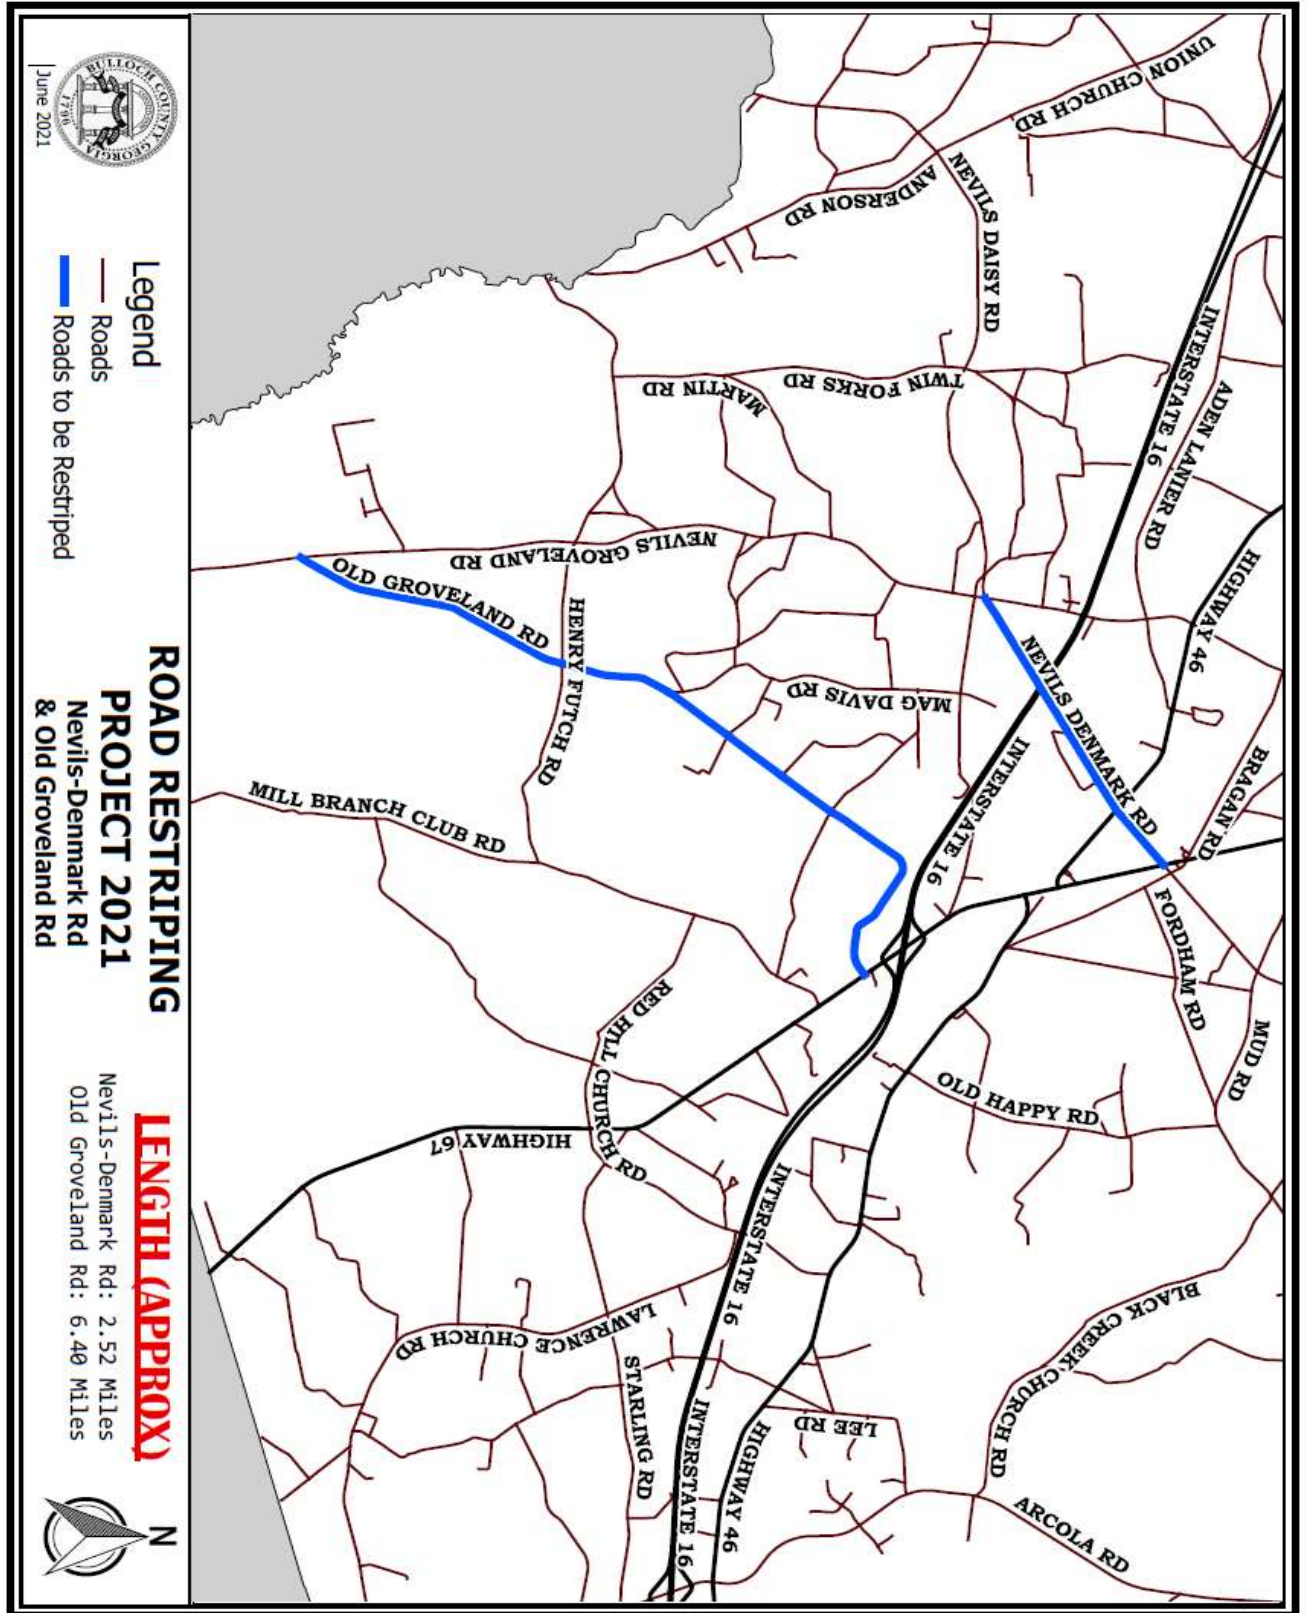 UNION CHURCH RD
ANDERSON RD
NEVILS DAISY RD
INTERSTATE 16
ADEN LANIER RD
HIGHWAY 46
TWIN FORKS RD
MARTIN RD
NEVILS GROVELAND RD
OLD GROVELAND RD
HENRY FUTCH RD
NEVILS DENMARK RD
MAG DAVIS RD
BRAGAN RD
INTERSTATE 16
MILL BRANCH CLUB RD
FORDHAM RD
MUD RD
RED HILL CHURCH RD
OLD HAPPY RD
HIGHWAY 67
INTERSTATE 16
BLACK CREEK CHURCH RD
LAWRENCE CHURCH RD
STARLING RD
LEE RD
INTERSTATE 16
HIGHWAY 46
ARCOLA RD
BULLOCH COUNTY GEORGIA
1796
June 2021
Legend
Roads
Roads to be Restriped
ROAD RESTRIPING
PROJECT 2021
Nevils-Denmark Rd
& Old Groveland Rd
LENGTH (APPROX)
Nevils-Denmark Rd: 2.52 Miles
Old Groveland Rd: 6.40 Miles
N